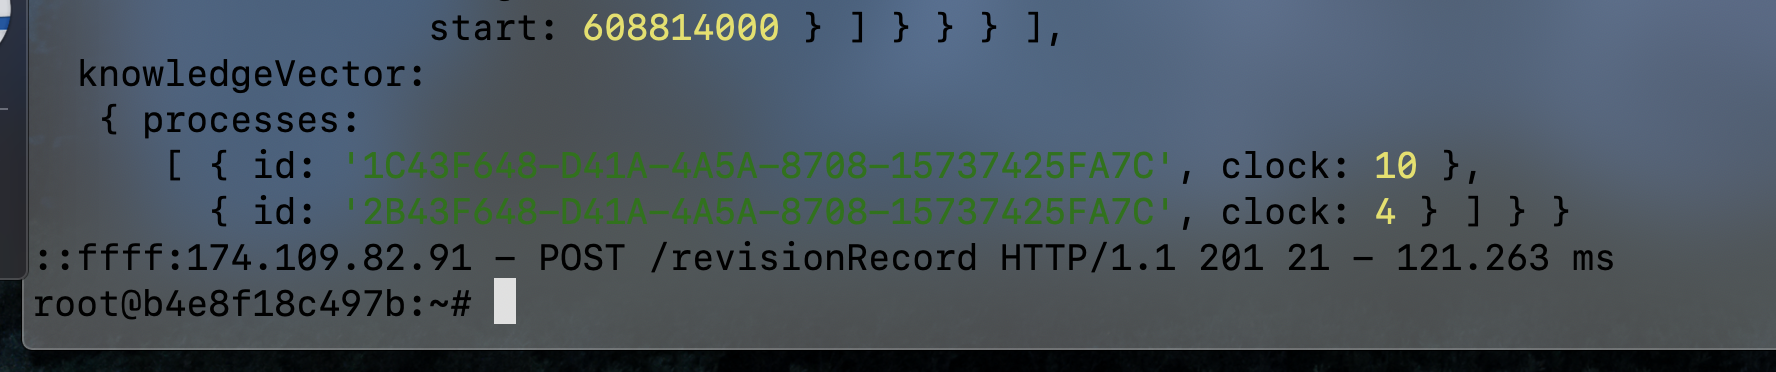 start: 608814000 } ] } } } ],
knowledgeVector:
{ processes:
[ { id: '1C43F648-D41A-4A5A-8708-15737425FA7C', clock: 10 },
{ id: '2B43F648-D41A-4A5A-8708-15737425FA7C', clock: 4 } ] } }
::ffff:174.109.82.91 - POST /revisionRecord HTTP/1.1 201 21 - 121.263 ms
root@b4e8f18c497b:~#